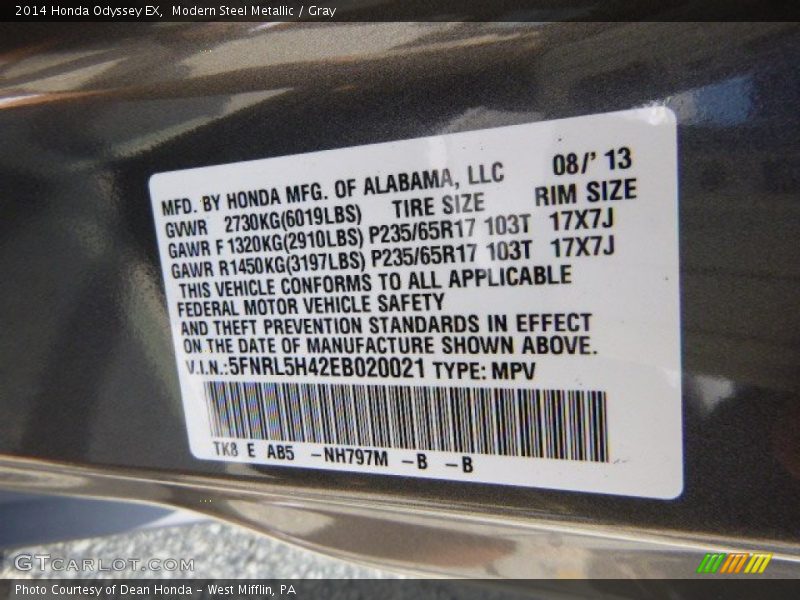 2014 Honda Odyssey EX,  Modern Steel Metallic / Gray
MFD. BY HONDA MFG. OF ALABAMA, LLC 08/' 13
GVWR 2730KG(6019LBS) TIRE SIZE RIM SIZE
GAWR F 1320KG(2910LBS) P235/65R17 103T 17X7J
GAWR R1450KG(3197LBS) P235/65R17 103T 17X7J
THIS VEHICLE CONFORMS TO ALL APPLICABLE
FEDERAL MOTOR VEHICLE SAFETY
AND THEFT PREVENTION STANDARDS IN EFFECT
ON THE DATE OF MANUFACTURE SHOWN ABOVE.
V.I.N.:5FNRL5H42EB020021 TYPE: MPV
TK8 E AB5 -NH797M -B -B
GTCARLOT.COM
Photo Courtesy of Dean Honda - West Mifflin, PA